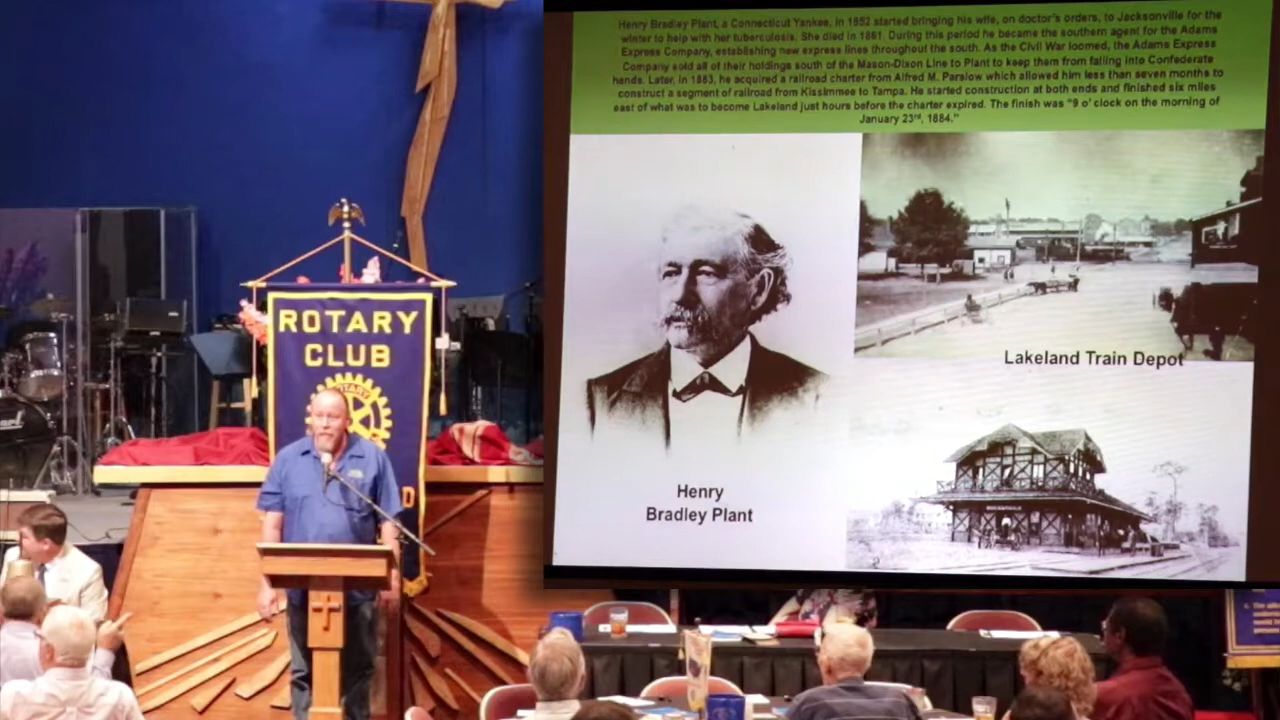 Henry Bradley Plant, a Connecticut Yankee, in 1852 started bringing his wife, on doctor's orders, to Jacksonville for the
winter to help with her tuberculosis. She died in 1861. During this period he became the southern agent for the Adams
Express Company, establishing new express lines throughout the south. As the Civil War loomed, the Adams Express
Company sold all of their holdings south of the Mason-Dixon Line to Plant to keep them from falling into Confederate
hands. Later, in 1883, he acquired a railroad charter from Alfred M. Parslow which allowed him less than seven months to
construct a segment of railroad from Kissimmee to Tampa. He started construction at both ends and finished six miles
east of what was to become Lakeland just hours before the charter expired. The finish was "9 o' clock on the morning of
January 23rd, 1884."
Lakeland Train Depot
Henry
Bradley Plant
ROTARY
CLUB
ROTARY
D